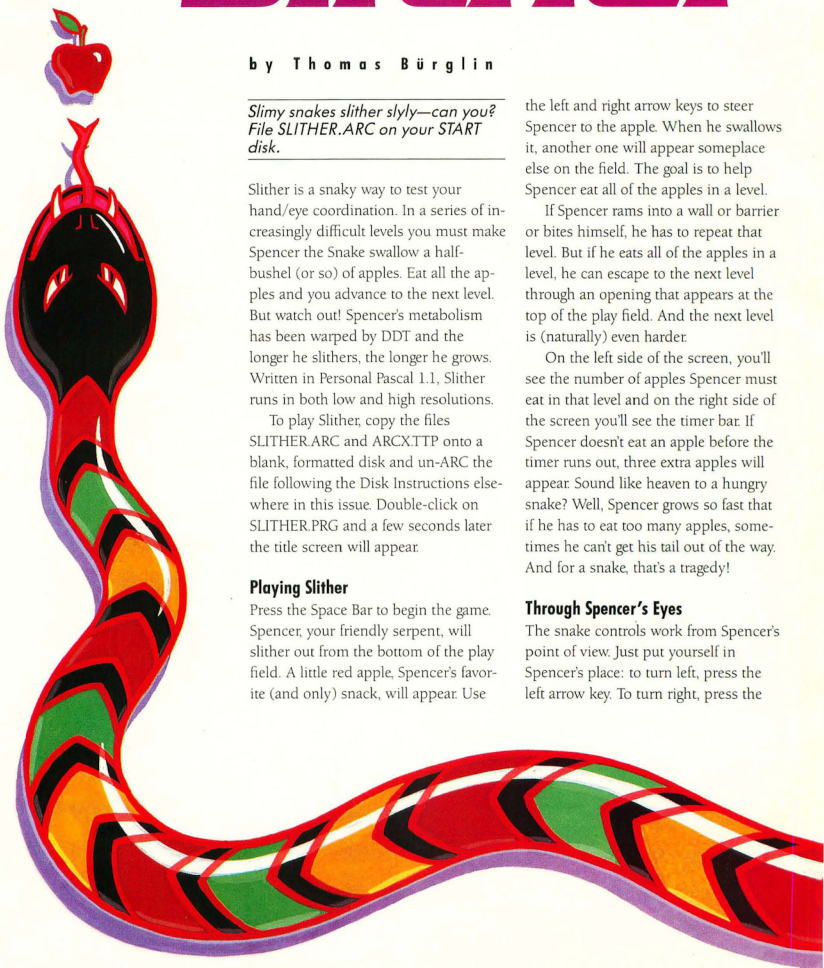 by Thomas Bürglin
Slimy snakes slither slyly—can you?
File SLITHER.ARC on your START
disk.
Slither is a snaky way to test your
hand/eye coordination. In a series of in-
creasingly difficult levels you must make
Spencer the Snake swallow a half-
bushel (or so) of apples. Eat all the ap-
ples and you advance to the next level.
But watch out! Spencer's metabolism
has been warped by DDT and the
longer he slithers, the longer he grows.
Written in Personal Pascal 1.1, Slither
runs in both low and high resolutions.
To play Slither, copy the files
SLITHER.ARC and ARCX.TTP onto a
blank, formatted disk and un-ARC the
file following the Disk Instructions else-
where in this issue. Double-click on
SLITHER.PRG and a few seconds later
the title screen will appear.
Playing Slither
Press the Space Bar to begin the game.
Spencer, your friendly serpent, will
slither out from the bottom of the play
field. A little red apple, Spencer's favor-
ite (and only) snack, will appear. Use
the left and right arrow keys to steer
Spencer to the apple. When he swallows
it, another one will appear someplace
else on the field. The goal is to help
Spencer eat all of the apples in a level.
If Spencer rams into a wall or barrier
or bites himself, he has to repeat that
level. But if he eats all of the apples in a
level, he can escape to the next level
through an opening that appears at the
top of the play field. And the next level
is (naturally) even harder.
On the left side of the screen, you'll
see the number of apples Spencer must
eat in that level and on the right side of
the screen you'll see the timer bar. If
Spencer doesn't eat an apple before the
timer runs out, three extra apples will
appear. Sound like heaven to a hungry
snake? Well, Spencer grows so fast that
if he has to eat too many apples, some-
times he can't get his tail out of the way.
And for a snake, that's a tragedy!
Through Spencer's Eyes
The snake controls work from Spencer's
point of view. Just put yourself in
Spencer's place: to turn left, press the
left arrow key. To turn right, press the